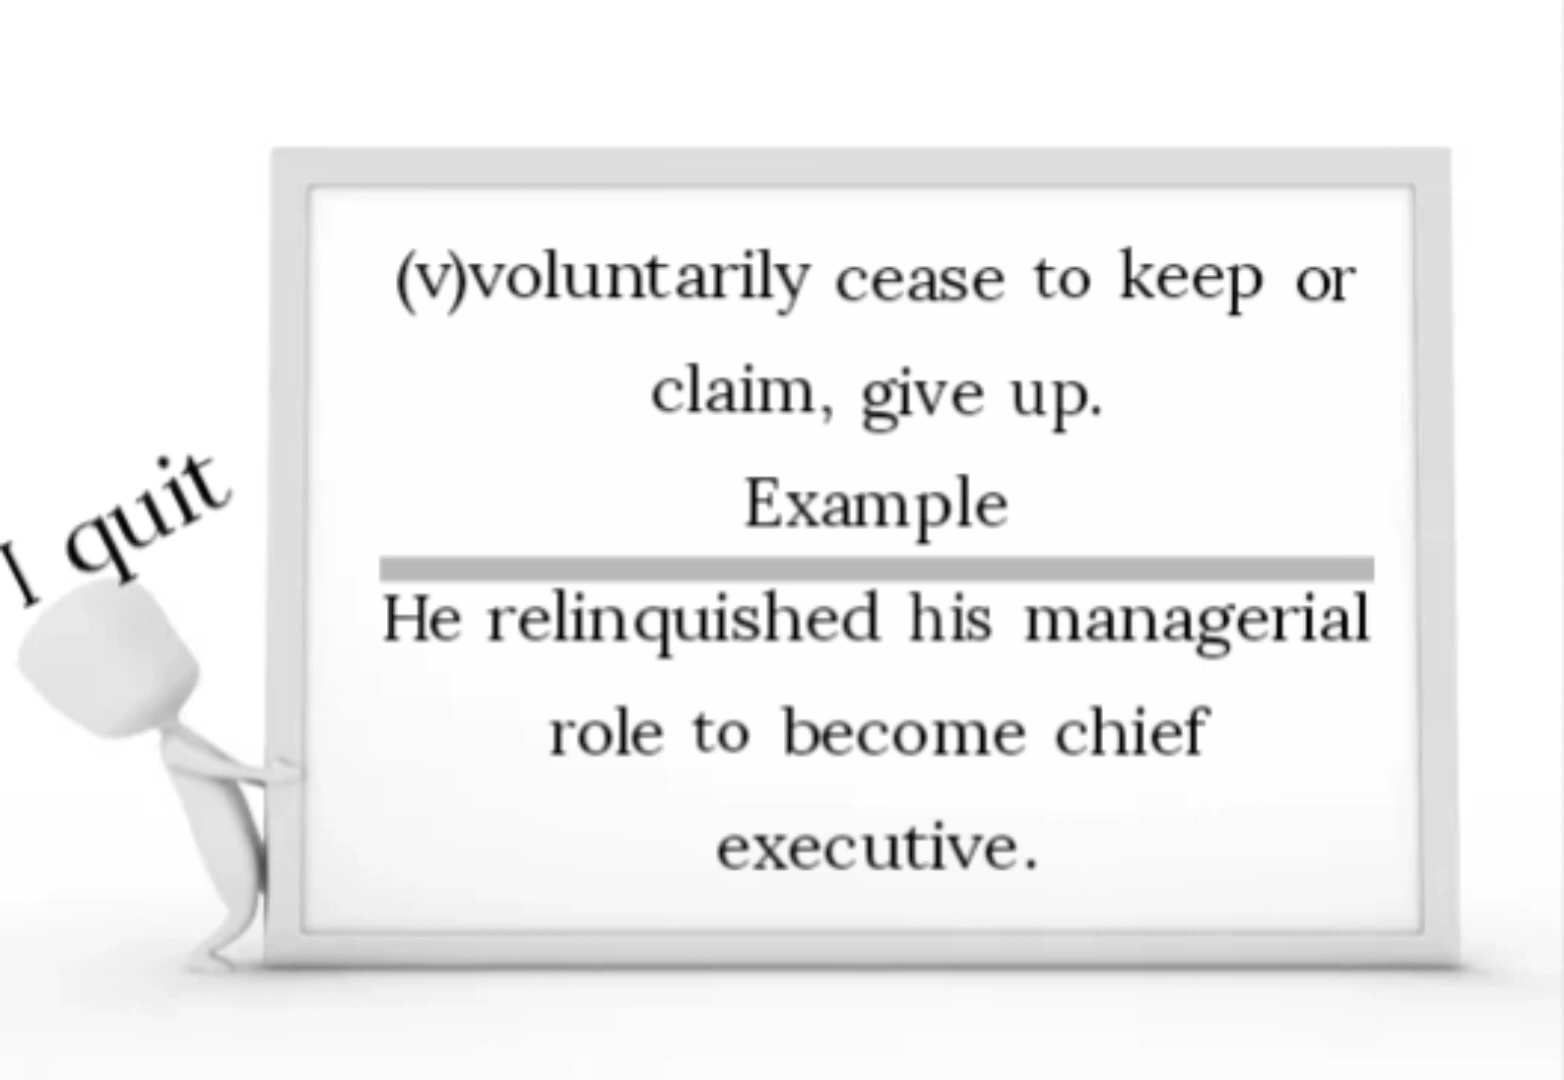 I quit
(v)voluntarily cease to keep or
claim, give up.
Example
He relinquished his managerial
role to become chief
executive.